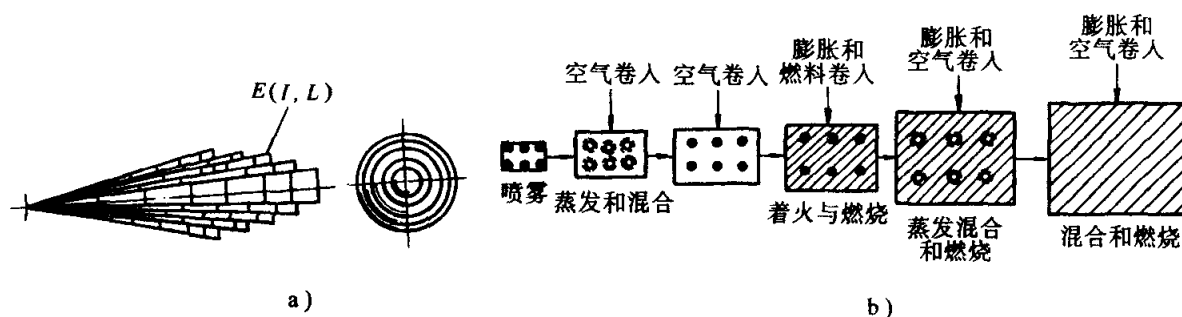 E(I, L)
a)
空气卷入
空气卷入
膨胀和
燃料卷入
膨胀和
空气卷入
膨胀和
空气卷入
喷雾
蒸发和混合
着火与燃烧
蒸发混合
和燃烧
混合和燃烧
b)